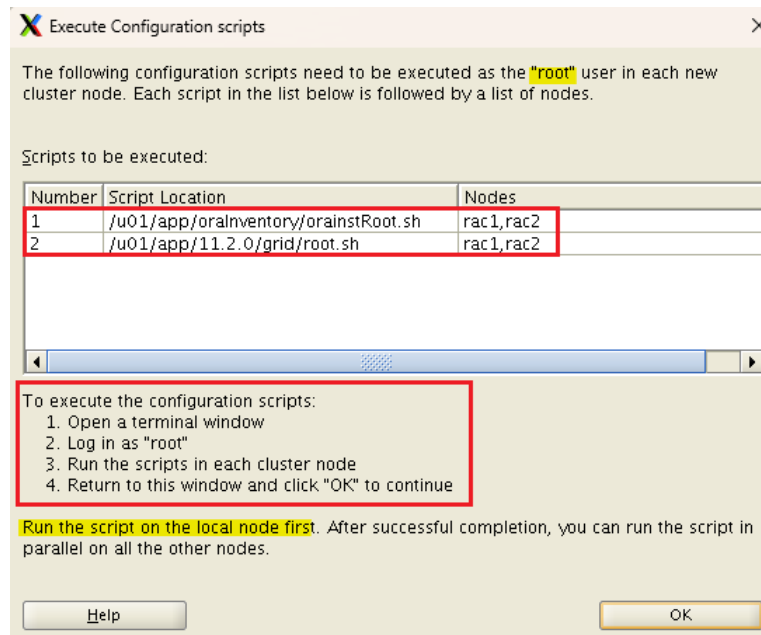 Execute Configuration scripts
The following configuration scripts need to be executed as the "root" user in each new
cluster node. Each script in the list below is followed by a list of nodes.
Scripts to be executed:
Number Script Location Nodes
1 /u01/app/oraInventory/orainstRoot.sh rac1,rac2
2 /u01/app/11.2.0/grid/root.sh rac1,rac2
To execute the configuration scripts:
1. Open a terminal window
2. Log in as "root"
3. Run the scripts in each cluster node
4. Return to this window and click "OK" to continue
Run the script on the local node first. After successful completion, you can run the script in
parallel on all the other nodes.
Help OK